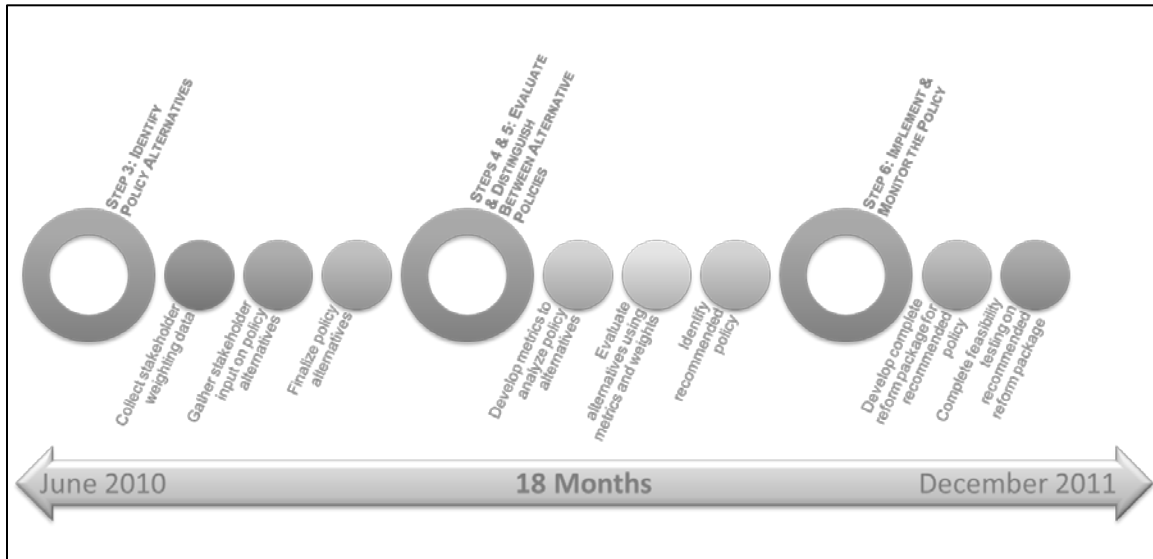 STEP 3: IDENTIFY
POLICY ALTERNATIVES
Collect stakeholder
weighting data
Gather stakeholder
input on policy
alternatives
Finalize policy
alternatives
STEPS 4 & 5: EVALUATE
& DISTINGUISH
BETWEEN ALTERNATIVE
POLICIES
Develop metrics to
analyze policy
alternatives
Evaluate
alternatives using
metrics and weights
Identify
recommended
policy
STEP 6: IMPLEMENT &
MONITOR THE POLICY
Develop complete
reform package for
recommended
policy
Complete feasibility
testing on
recommended
reform package
June 2010
18 Months
December 2011